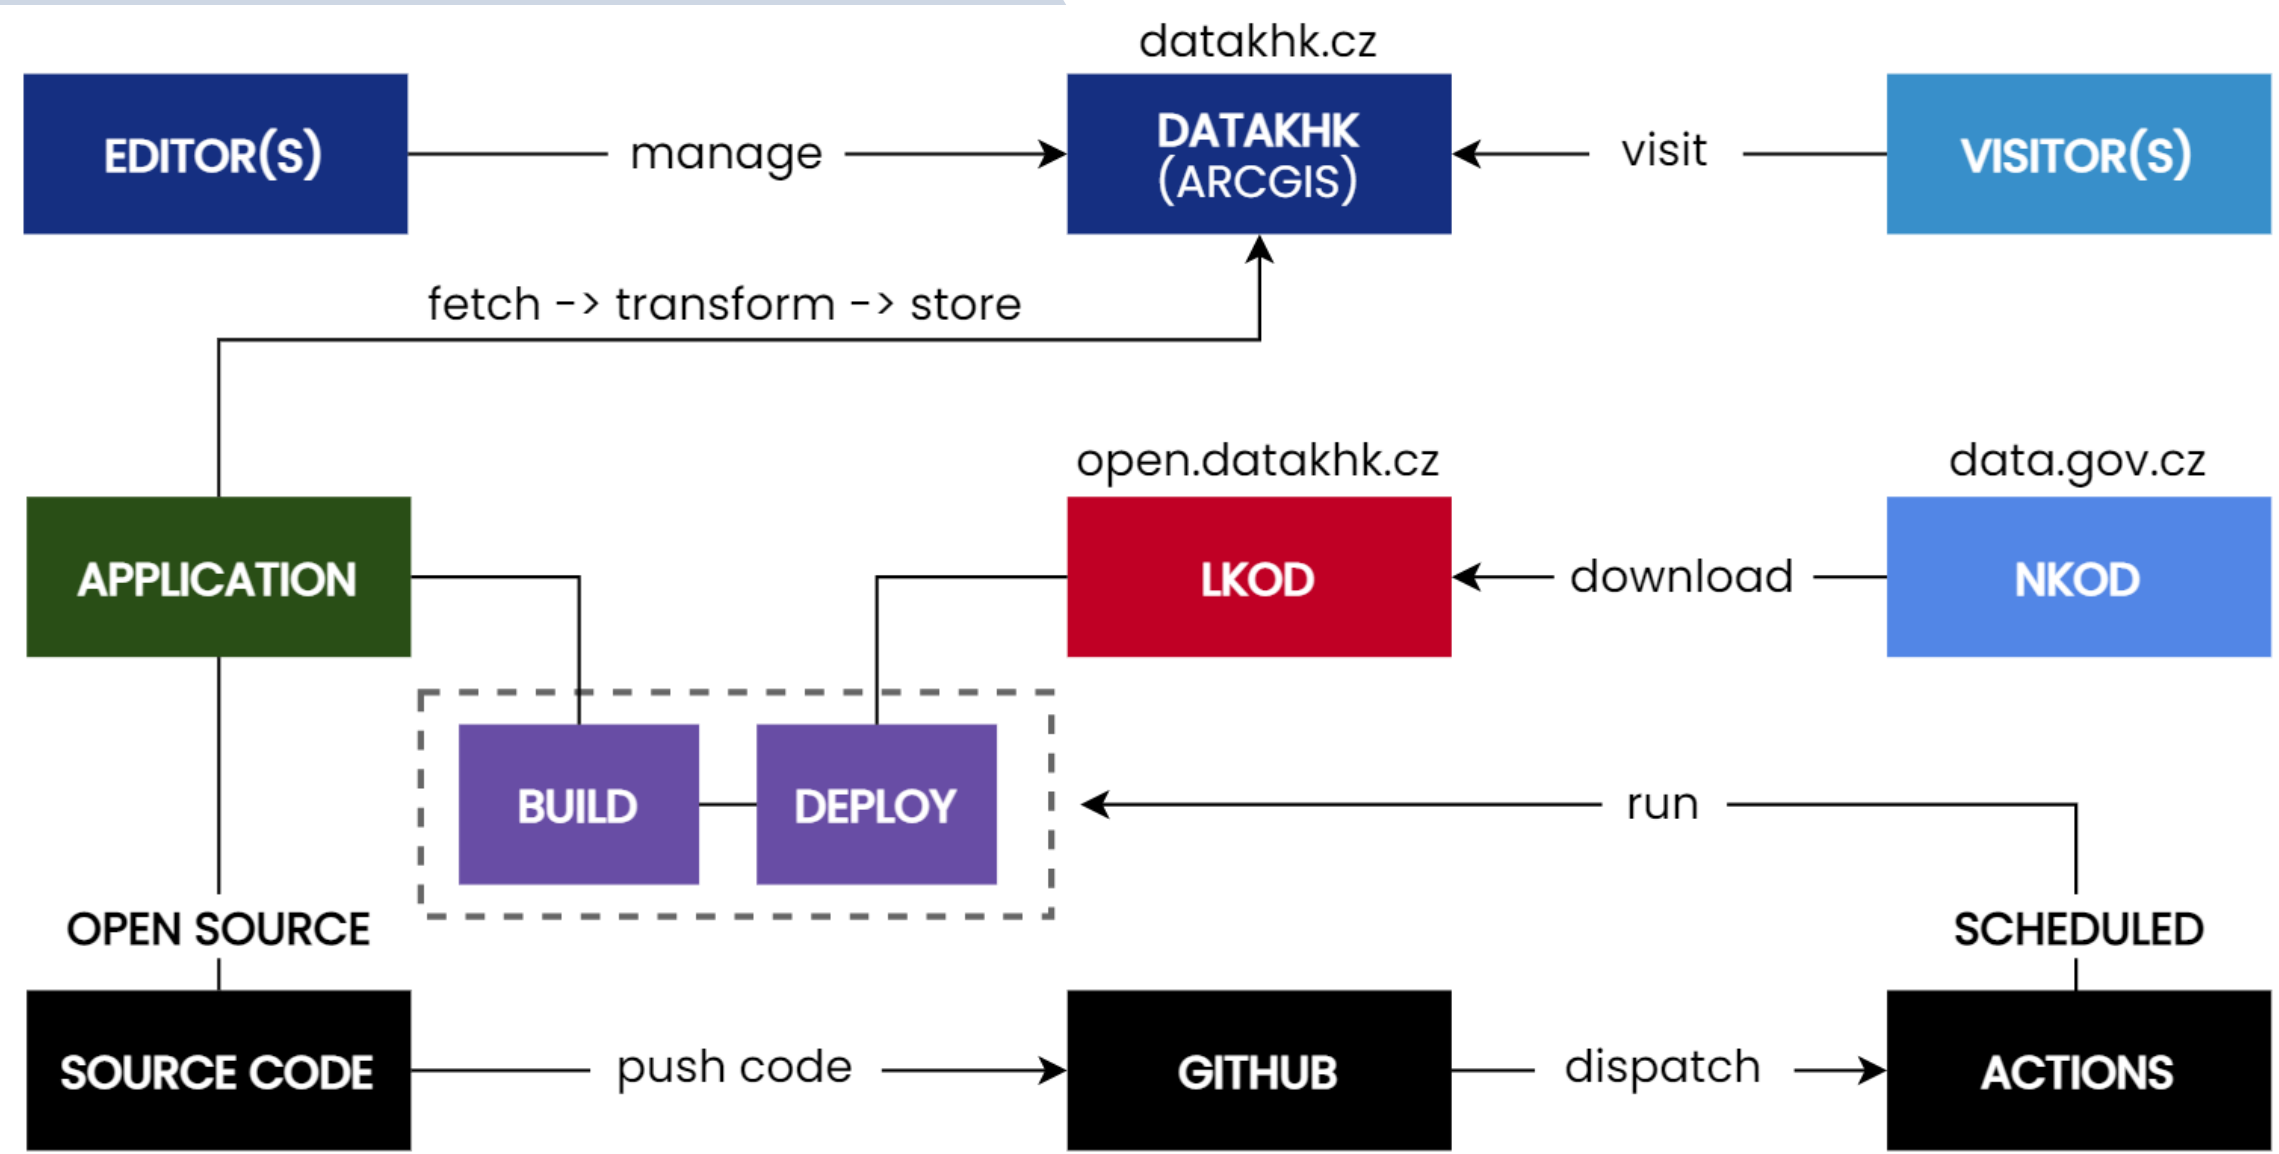 datakhk.cz
EDITOR(S)
manage
DATAKHK
(ARCGIS)
visit
VISITOR(S)
fetch -> transform -> store
open.datakhk.cz
data.gov.cz
APPLICATION
LKOD
download
NKOD
BUILD
DEPLOY
run
OPEN SOURCE
SCHEDULED
SOURCE CODE
push code
GITHUB
dispatch
ACTIONS